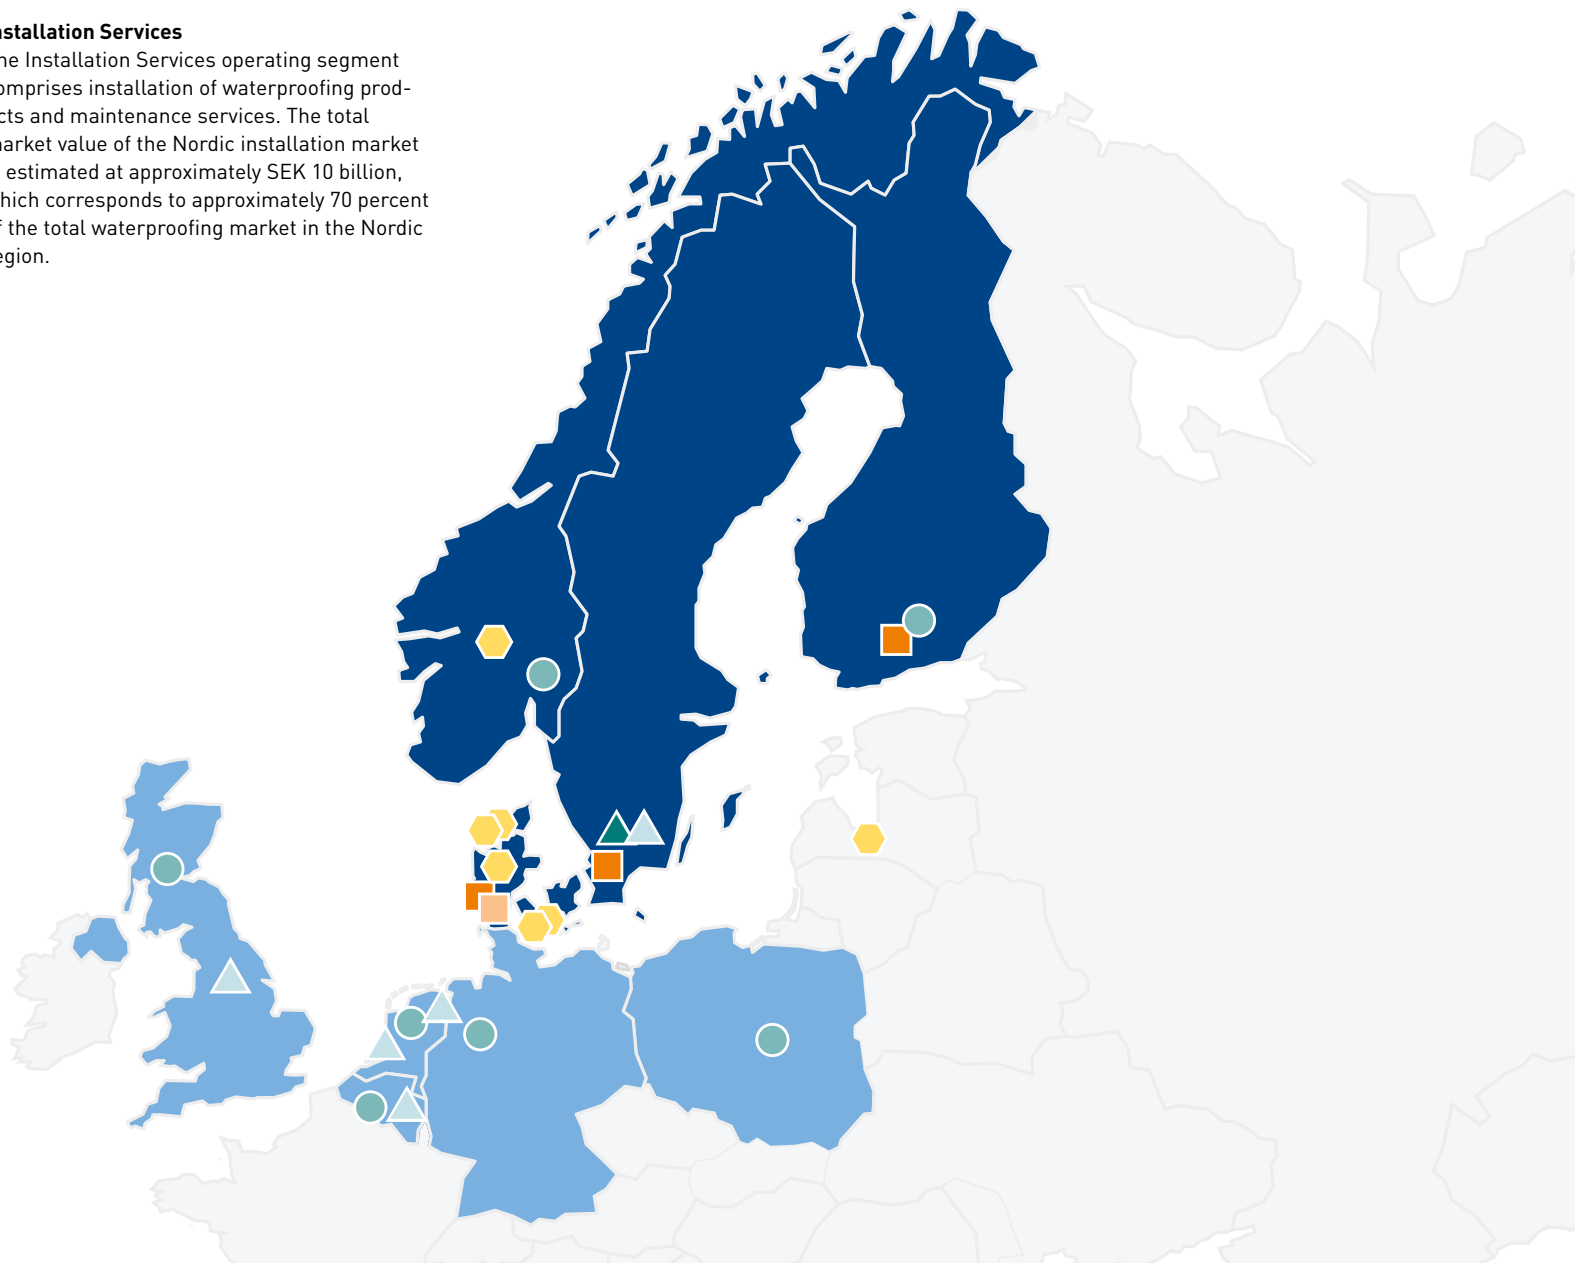 nstallation Services
he Installation Services operating segment
omprises installation of waterproofing prod-
cts and maintenance services. The total
arket value of the Nordic installation market
estimated at approximately SEK 10 billion,
hich corresponds to approximately 70 percent
f the total waterproofing market in the Nordic
egion.